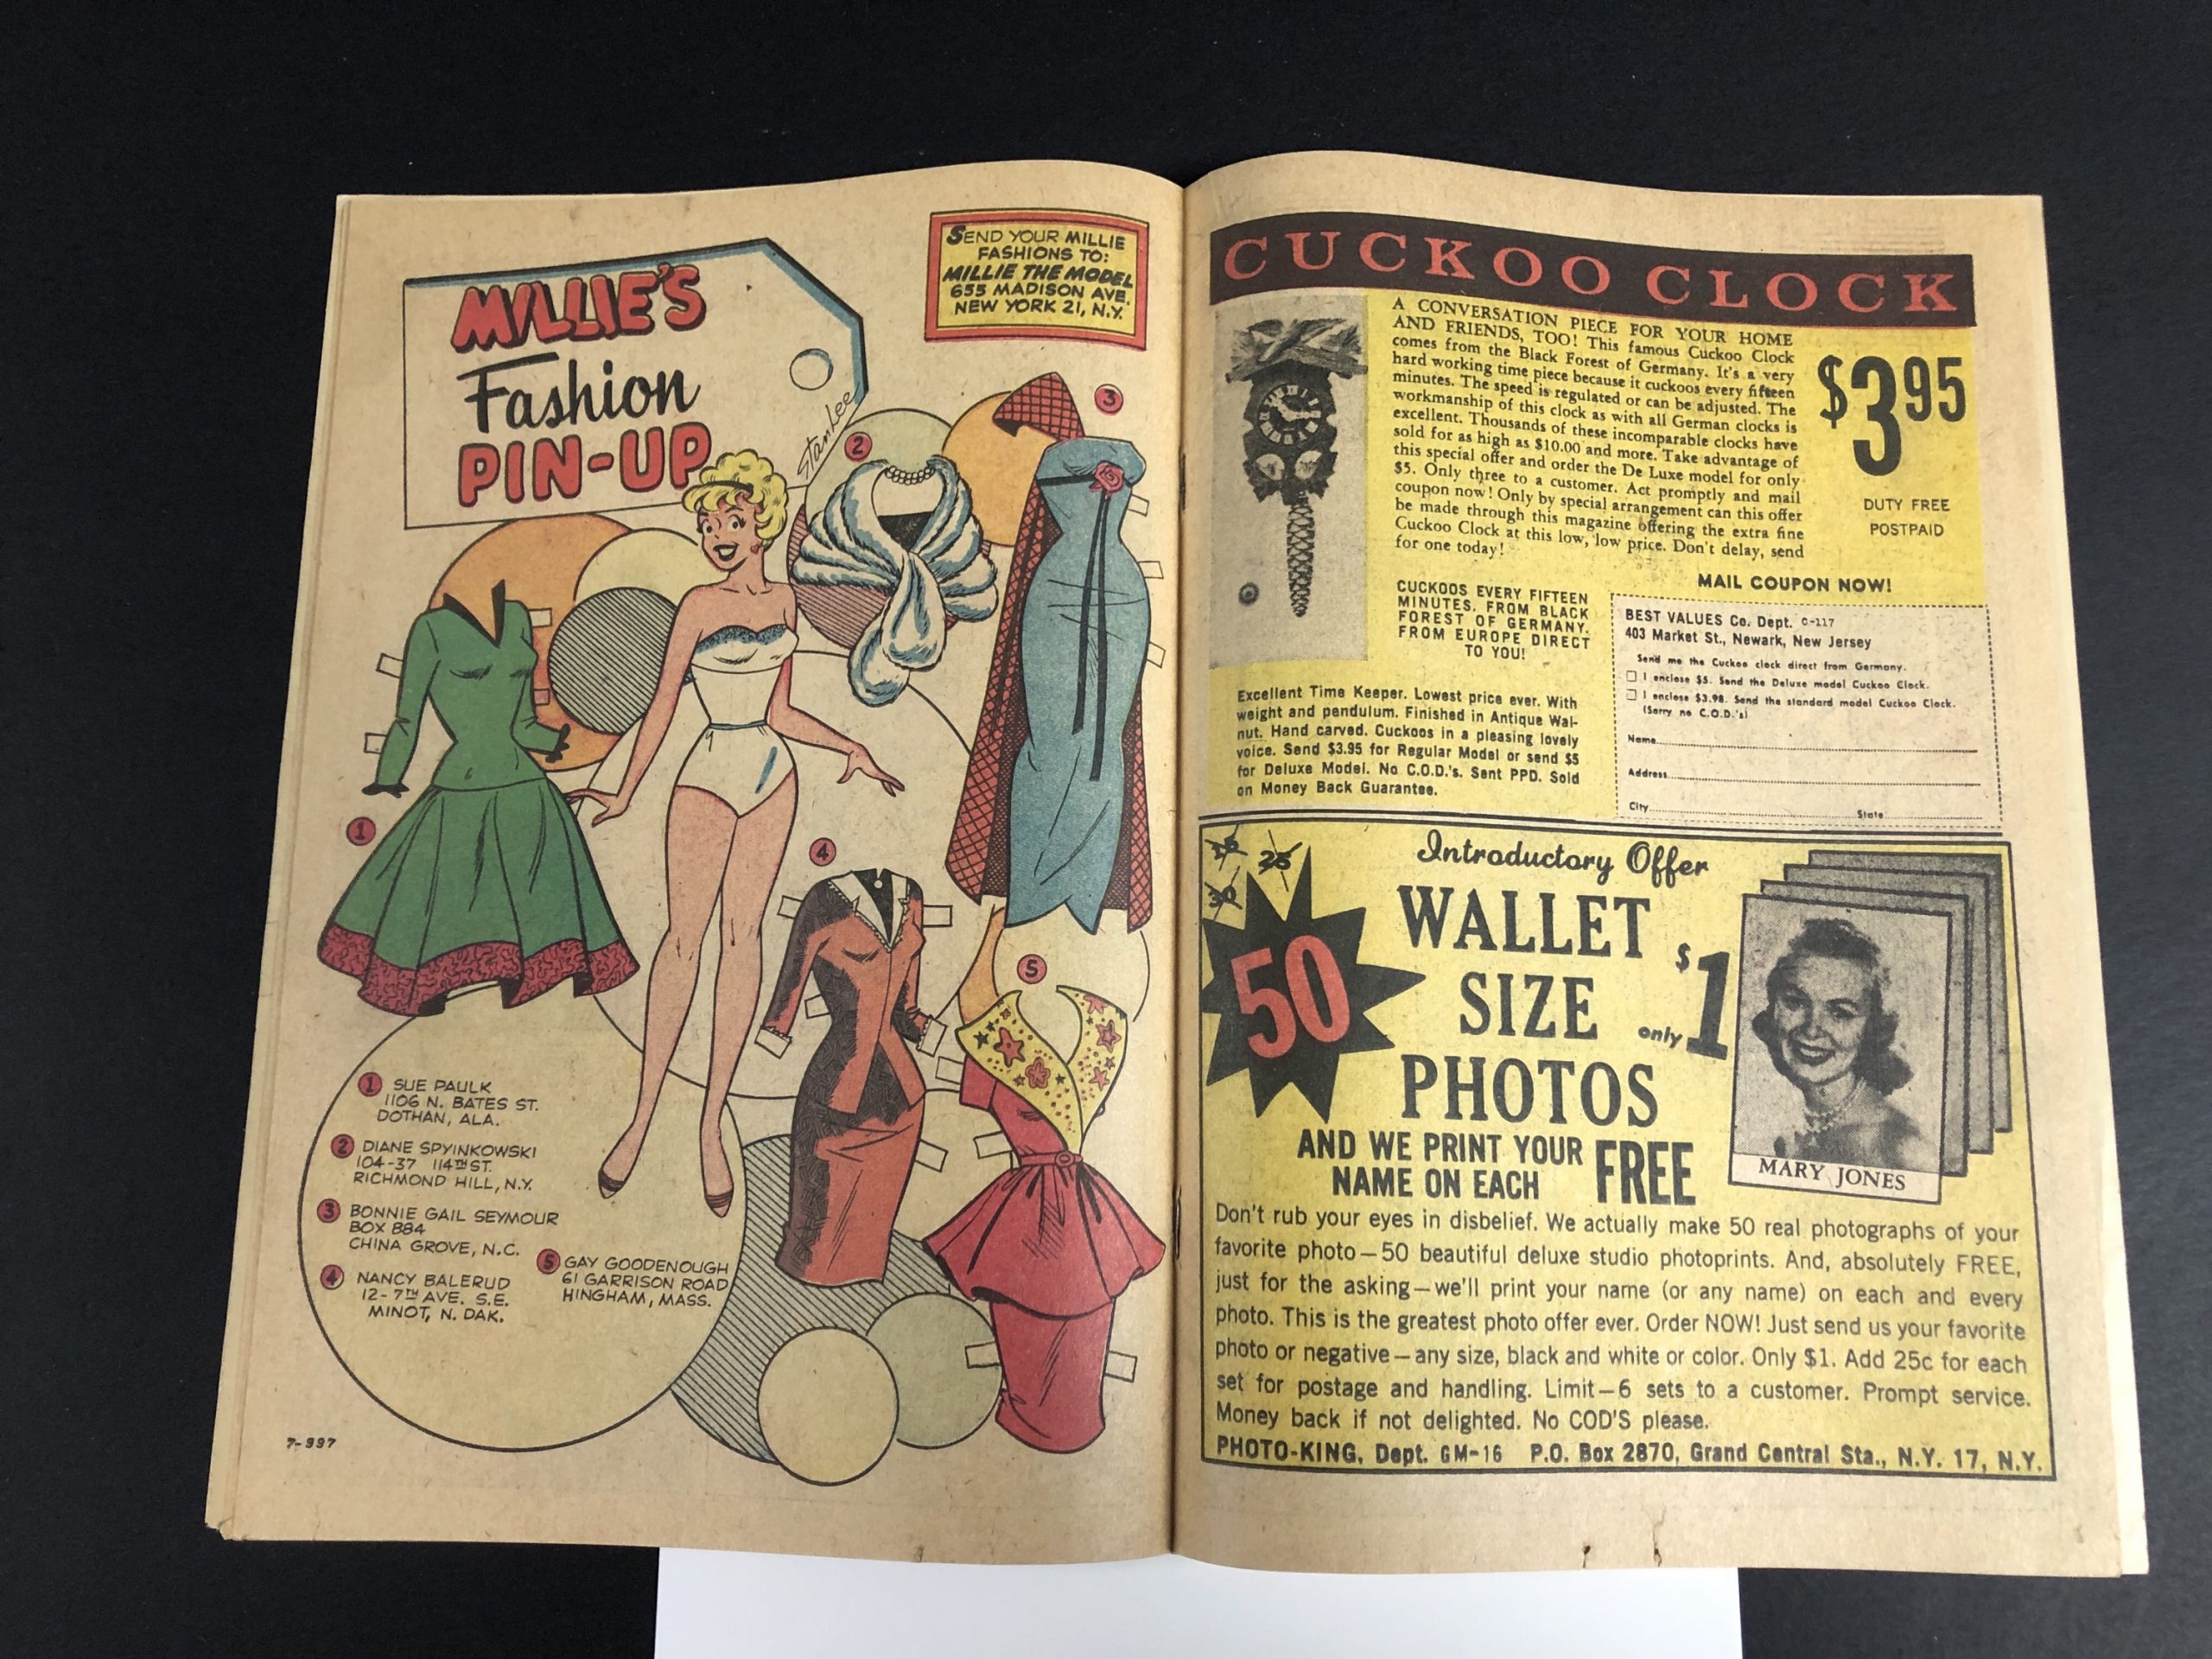 MILLIE'S
Fashion
PIN-UP
Stan Lee
SEND YOUR MILLIE
FASHIONS TO:
MILLIE THE MODEL
655 MADISON AVE.
NEW YORK 21, N.Y.
1
2
3
4
5
1 SUE PAULK
1106 N. BATES ST.
DOTHAN, ALA.
2 DIANE SPYINKOWSKI
104-37 114TH ST.
RICHMOND HILL, N.Y.
3 BONNIE GAIL SEYMOUR
BOX 884
CHINA GROVE, N.C.
4 NANCY BALERUD
12-7TH AVE. S.E.
MINOT, N. DAK.
5 GAY GOODENOUGH
61 GARRISON ROAD
HINGHAM, MASS.
7-997
CUCKOO CLOCK
A CONVERSATION PIECE FOR YOUR HOME
AND FRIENDS, TOO! This famous Cuckoo Clock
comes from the Black Forest of Germany. It's a very
hard working time piece because it cuckoos every fifteen
minutes. The speed is regulated or can be adjusted. The
workmanship of this clock as with all German clocks is
excellent. Thousands of these incomparable clocks have
sold for as high as $10.00 and more. Take advantage of
this special offer and order the De Luxe model for only
$5. Only three to a customer. Act promptly and mail
coupon now! Only by special arrangement can this offer
be made through this magazine offering the extra fine
Cuckoo Clock at this low, low price. Don't delay, send
for one today!
$3.95
DUTY FREE
POSTPAID
CUCKOOS EVERY FIFTEEN
MINUTES. FROM BLACK
FOREST OF GERMANY.
FROM EUROPE DIRECT
TO YOU!
Excellent Time Keeper. Lowest price ever. With
weight and pendulum. Finished in Antique Wal-
nut. Hand carved. Cuckoos in a pleasing lovely
voice. Send $3.95 for Regular Model or send $5
for Deluxe Model. No C.O.D.'s. Sent PPD. Sold
on Money Back Guarantee.
MAIL COUPON NOW!
BEST VALUES Co. Dept. C-117
403 Market St., Newark, New Jersey
Send me the Cuckoo clock direct from Germany.
I enclose $5. Send the Deluxe model Cuckoo Clock.
I enclose $3.98. Send the standard model Cuckoo Clock.
(Sorry no C.O.D.'s)
Name
Address
City State
25
30
50
Introductory Offer
WALLET
SIZE
PHOTOS
only $1
AND WE PRINT YOUR
NAME ON EACH FREE
MARY JONES
Don't rub your eyes in disbelief. We actually make 50 real photographs of your
favorite photo—50 beautiful deluxe studio photoprints. And, absolutely FREE,
just for the asking—we'll print your name (or any name) on each and every
photo. This is the greatest photo offer ever. Order NOW! Just send us your favorite
photo or negative—any size, black and white or color. Only $1. Add 25c for each
set for postage and handling. Limit—6 sets to a customer. Prompt service.
Money back if not delighted. No COD'S please.
PHOTO-KING, Dept. GM-16 P.O. Box 2870, Grand Central Sta., N.Y. 17, N.Y.